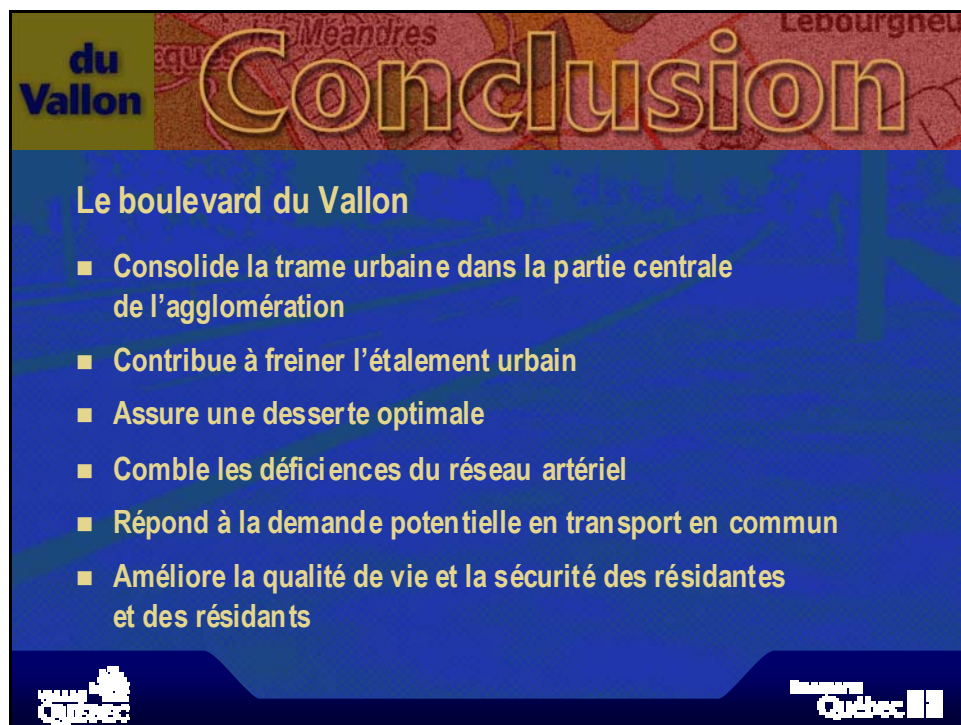 Méandres
Lebourgneu
du
Vallon
Conclusion
Le boulevard du Vallon
Consolide la trame urbaine dans la partie centrale
de l’agglomération
Contribue à freiner l’étalement urbain
Assure une desserte optimale
Comble les déficiences du réseau artériel
Répond à la demande potentielle en transport en commun
Améliore la qualité de vie et la sécurité des résidantes
et des résidants
Québec